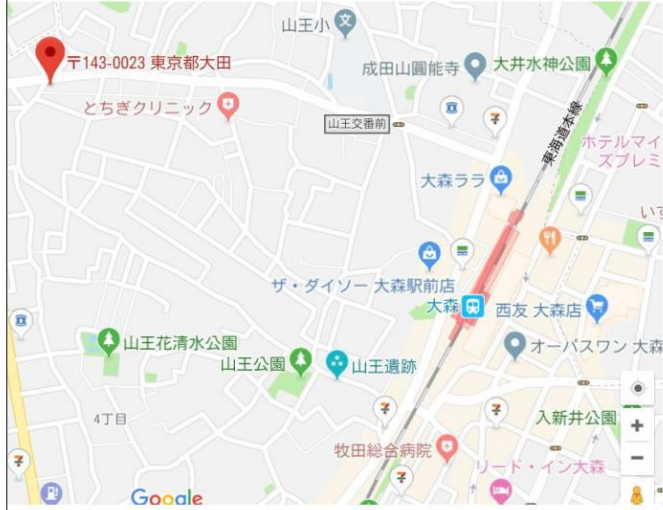 山王小
文
〒143-0023 東京都大田
成田山圓能寺
大井水神公園
とちぎクリニック
山王交番前
東海道本線
ホテルマイ
ズプレミ
大森ララ
いす
ザ・ダイソー 大森駅前店
大森
西友 大森店
山王花清水公園
オーパスワン 大森
山王公園
山王遺跡
4丁目
入新井公園
牧田総合病院
リード・イン大森
Google